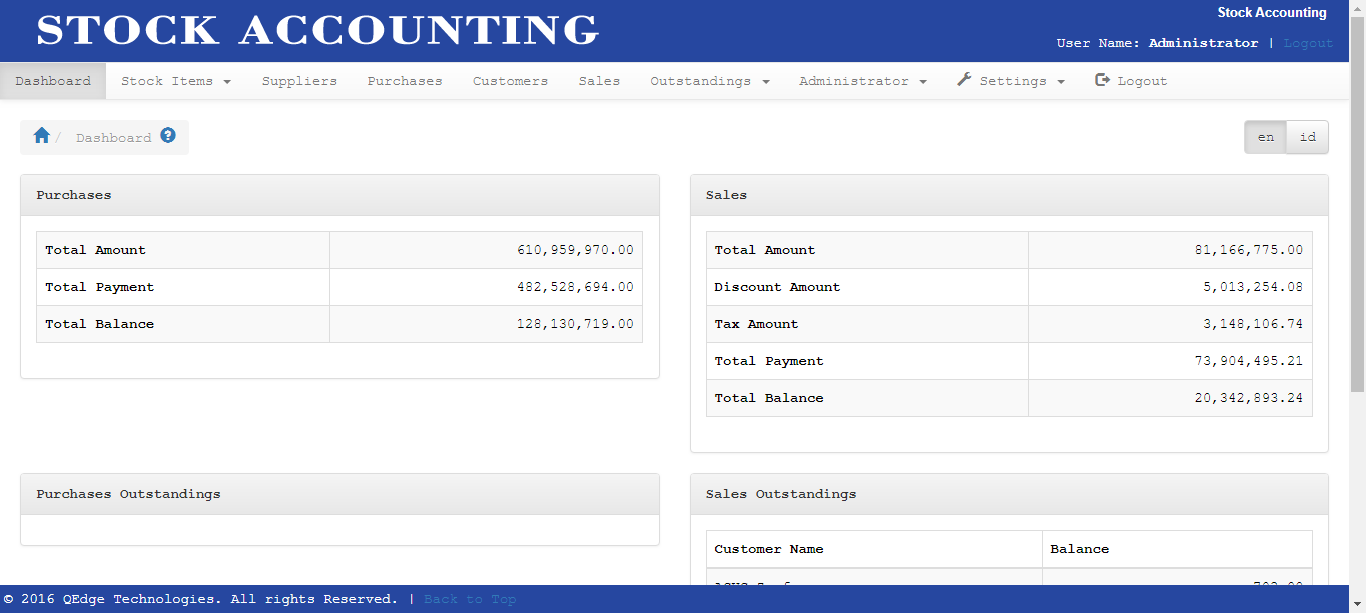 STOCK ACCOUNTING
Stock Accounting
User Name: Administrator | Logout
Dashboard Stock Items Suppliers Purchases Customers Sales Outstandings Administrator Settings Logout
/ Dashboard ?
en id
Purchases
Total Amount 610,959,970.00
Total Payment 482,528,694.00
Total Balance 128,130,719.00
Sales
Total Amount 81,166,775.00
Discount Amount 5,013,254.08
Tax Amount 3,148,106.74
Total Payment 73,904,495.21
Total Balance 20,342,893.24
Purchases Outstandings
Sales Outstandings
Customer Name Balance
© 2016 QEdge Technologies. All rights Reserved. | Back to Top